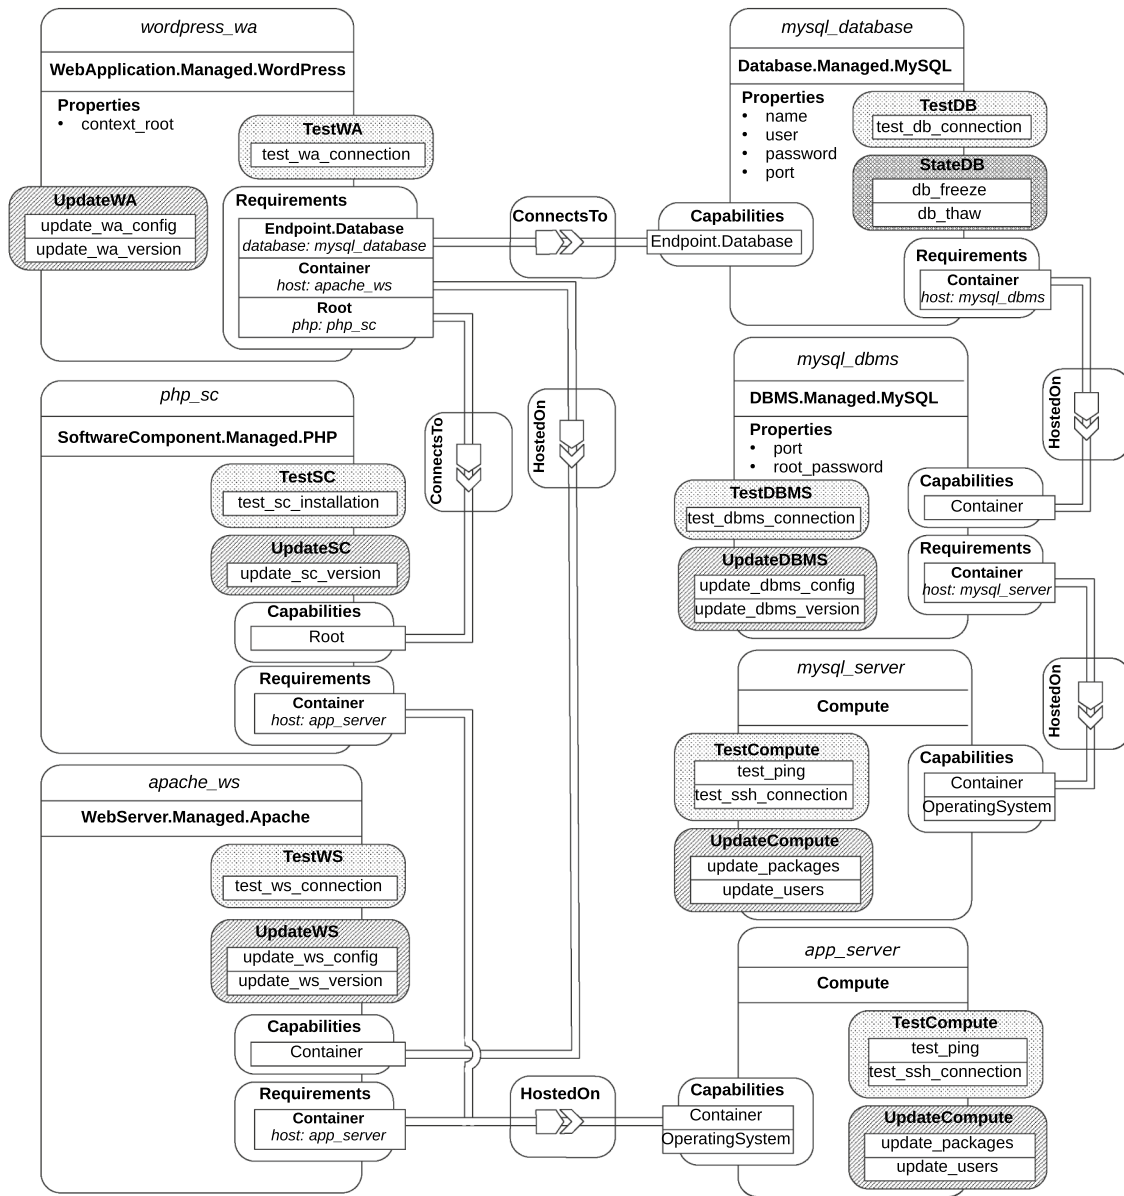 wordpress_wa
WebApplication.Managed.WordPress
Properties
• context_root
TestWA
test_wa_connection
UpdateWA
update_wa_config
update_wa_version
Requirements
Endpoint.Database
database: mysql_database
Container
host: apache_ws
Root
php: php_sc
ConnectsTo
mysql_database
Database.Managed.MySQL
Properties
• name
• user
• password
• port
TestDB
test_db_connection
StateDB
db_freeze
db_thaw
Capabilities
Endpoint.Database
Requirements
Container
host: mysql_dbms
HostedOn
php_sc
SoftwareComponent.Managed.PHP
TestSC
test_sc_installation
UpdateSC
update_sc_version
Capabilities
Root
Requirements
Container
host: app_server
ConnectsTo
HostedOn
mysql_dbms
DBMS.Managed.MySQL
Properties
• port
• root_password
TestDBMS
test_dbms_connection
UpdateDBMS
update_dbms_config
update_dbms_version
Capabilities
Container
Requirements
Container
host: mysql_server
HostedOn
mysql_server
Compute
TestCompute
test_ping
test_ssh_connection
UpdateCompute
update_packages
update_users
Capabilities
Container
OperatingSystem
apache_ws
WebServer.Managed.Apache
TestWS
test_ws_connection
UpdateWS
update_ws_config
update_ws_version
Capabilities
Container
Requirements
Container
host: app_server
HostedOn
app_server
Compute
TestCompute
test_ping
test_ssh_connection
Capabilities
Container
OperatingSystem
UpdateCompute
update_packages
update_users